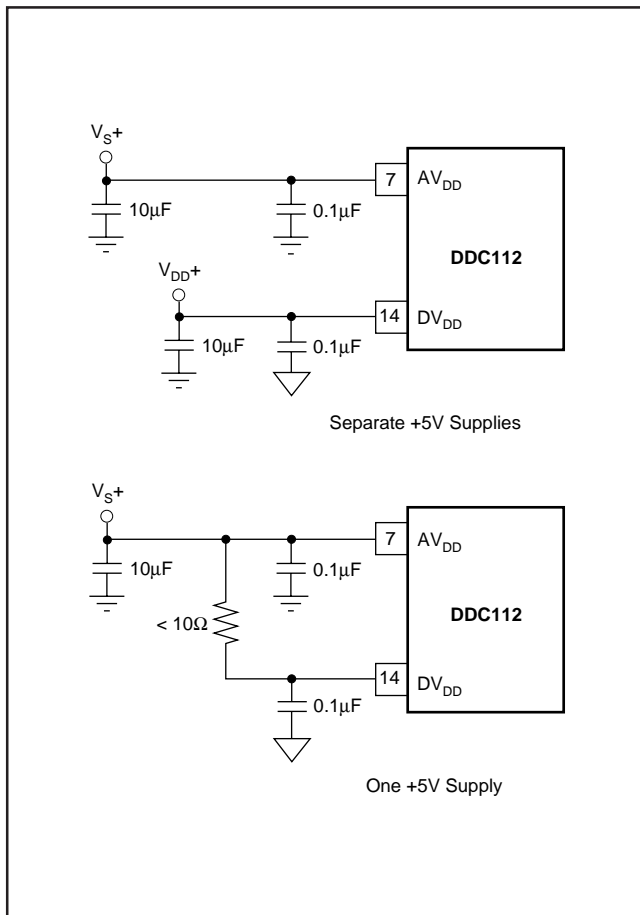 V_S+
7 AV_DD
10µF 0.1µF
DDC112
V_DD+
14 DV_DD
10µF 0.1µF
Separate +5V Supplies
V_S+
7 AV_DD
10µF 0.1µF
DDC112
< 10Ω
14 DV_DD
0.1µF
One +5V Supply